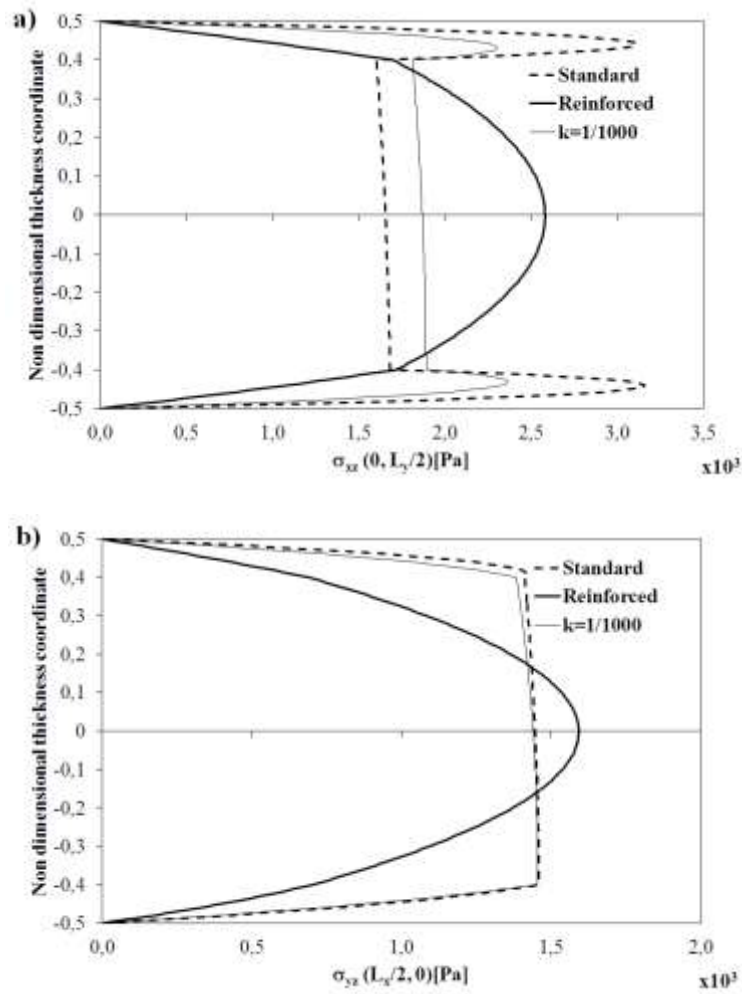 a)
Non dimensional thickness coordinate
0,5
0,4
0,3
0,2
0,1
0
-0,1
-0,2
-0,3
-0,4
-0,5
Standard
Reinforced
k=1/1000
0,0 0,5 1,0 1,5 2,0 2,5 3,0 3,5
σxz (0, Ly/2)[Pa]
x10³
b)
Non dimensional thickness coordinate
0,5
0,4
0,3
0,2
0,1
0
-0,1
-0,2
-0,3
-0,4
-0,5
Standard
Reinforced
k=1/1000
0,0 0,5 1,0 1,5 2,0
σyz (Lx/2, 0)[Pa]
x10³